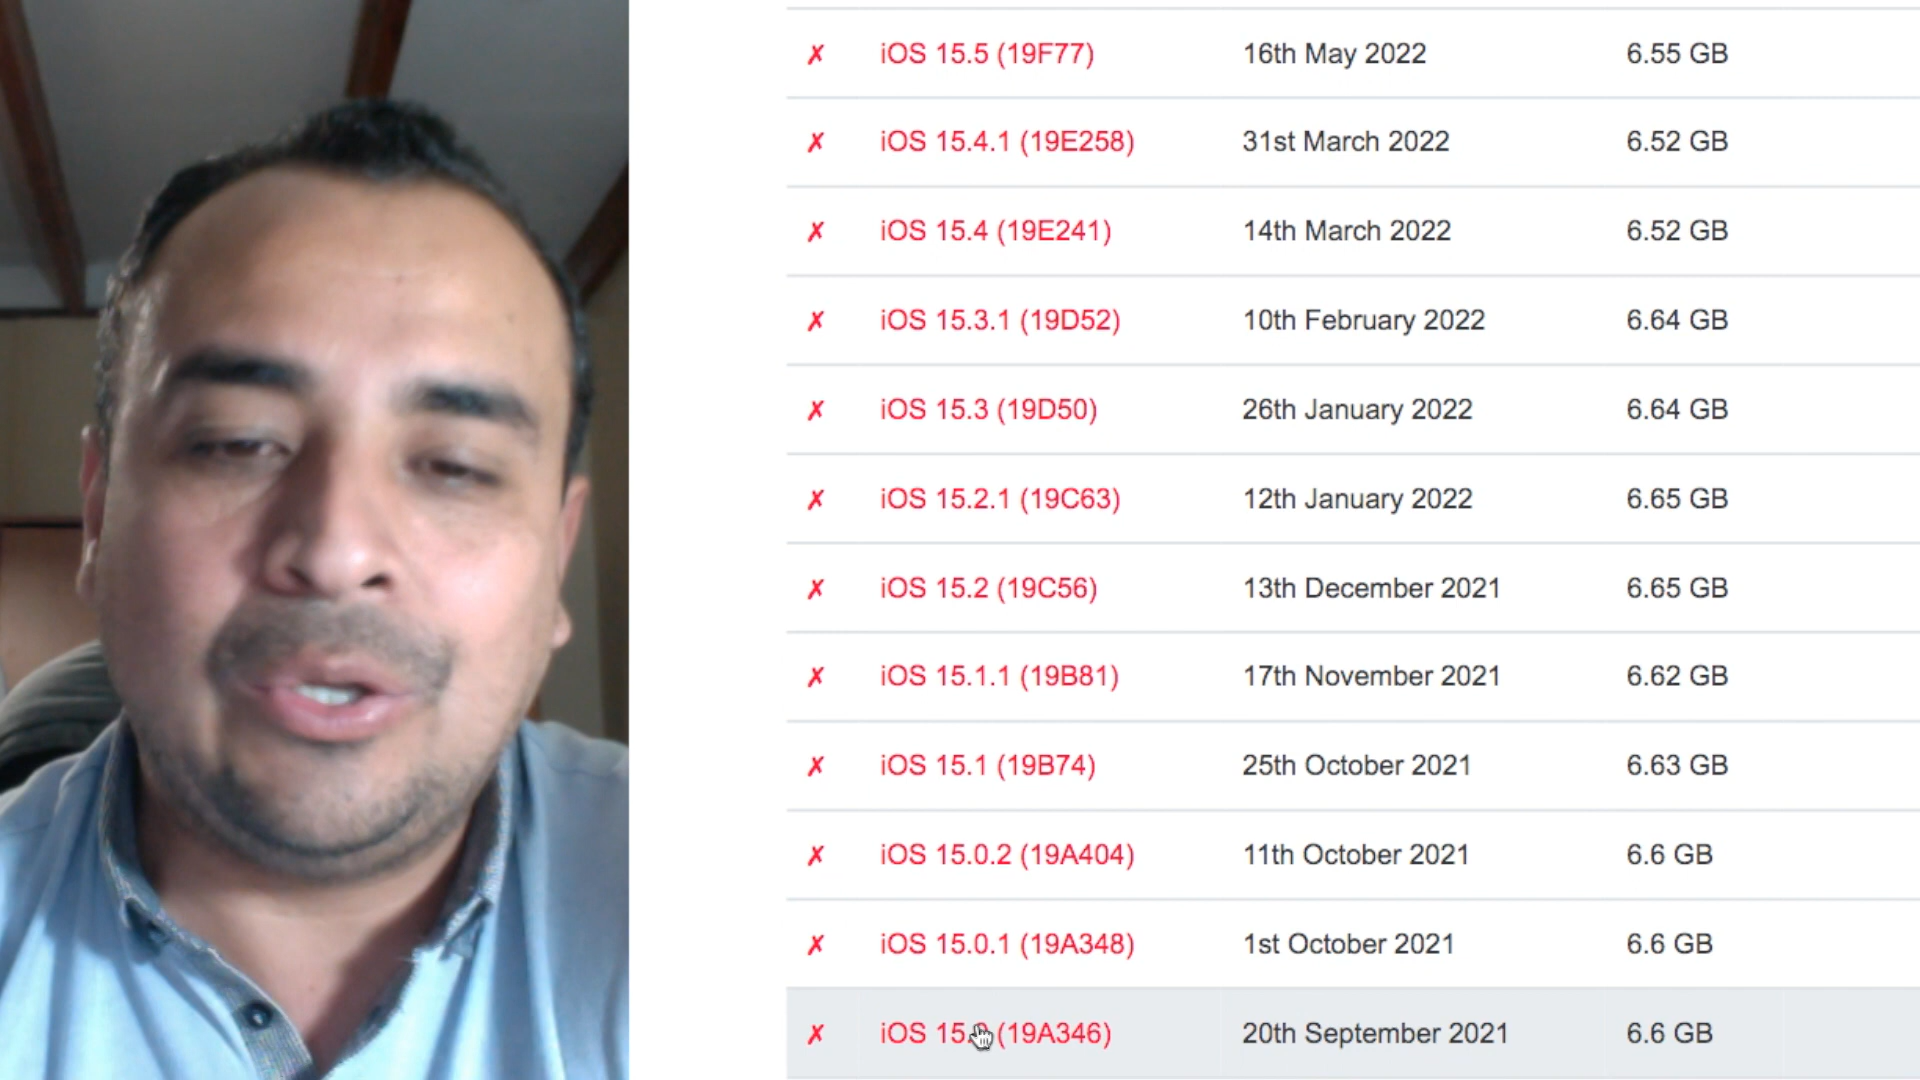 ✗ iOS 15.5 (19F77) 16th May 2022 6.55 GB
✗ iOS 15.4.1 (19E258) 31st March 2022 6.52 GB
✗ iOS 15.4 (19E241) 14th March 2022 6.52 GB
✗ iOS 15.3.1 (19D52) 10th February 2022 6.64 GB
✗ iOS 15.3 (19D50) 26th January 2022 6.64 GB
✗ iOS 15.2.1 (19C63) 12th January 2022 6.65 GB
✗ iOS 15.2 (19C56) 13th December 2021 6.65 GB
✗ iOS 15.1.1 (19B81) 17th November 2021 6.62 GB
✗ iOS 15.1 (19B74) 25th October 2021 6.63 GB
✗ iOS 15.0.2 (19A404) 11th October 2021 6.6 GB
✗ iOS 15.0.1 (19A348) 1st October 2021 6.6 GB
✗ iOS 15.0 (19A346) 20th September 2021 6.6 GB